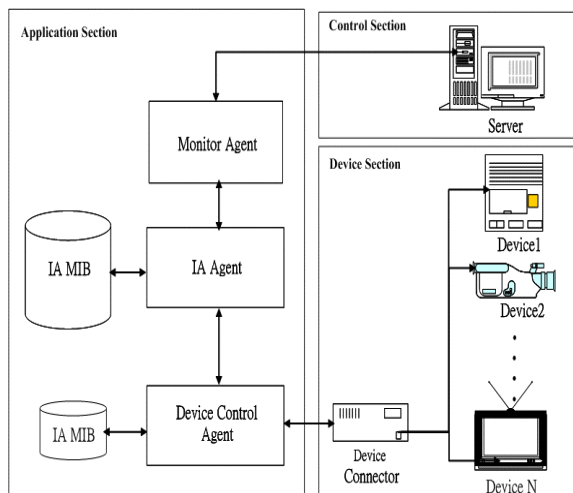 Application Section
Monitor Agent
IA MIB
IA Agent
IA MIB
Device Control
Agent
Control Section
Server
Device Section
Device1
Device2
Device
Connector
Device N